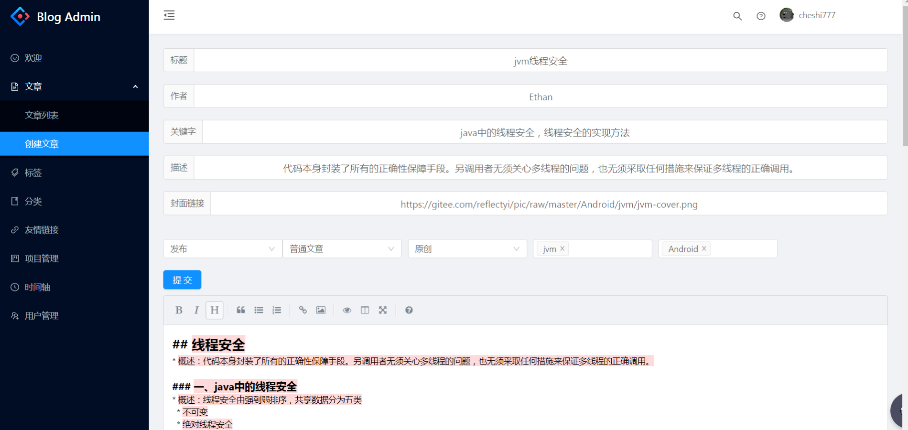 Blog Admin
cheshi777
欢迎
文章
文章列表
创建文章
标签
分类
友情链接
项目管理
时间轴
用户管理
标题 jvm线程安全
作者 Ethan
关键字 java中的线程安全，线程安全的实现方法
描述 代码本身封装了所有的正确性保障手段。另调用者无须关心多线程的问题，也无须采取任何措施来保证多线程的正确调用。
封面链接 https://gitee.com/reflectyi/pic/raw/master/Android/jvm/jvm-cover.png
发布 普通文章 原创 jvm × Android ×
提 交
B I H
## 线程安全
* 概述：代码本身封装了所有的正确性保障手段。另调用者无须关心多线程的问题，也无须采取任何措施来保证多线程的正确调用。
### 一、java中的线程安全
* 概述：线程安全由强到弱排序，共享数据分为五类
* 不可变
* 绝对线程安全